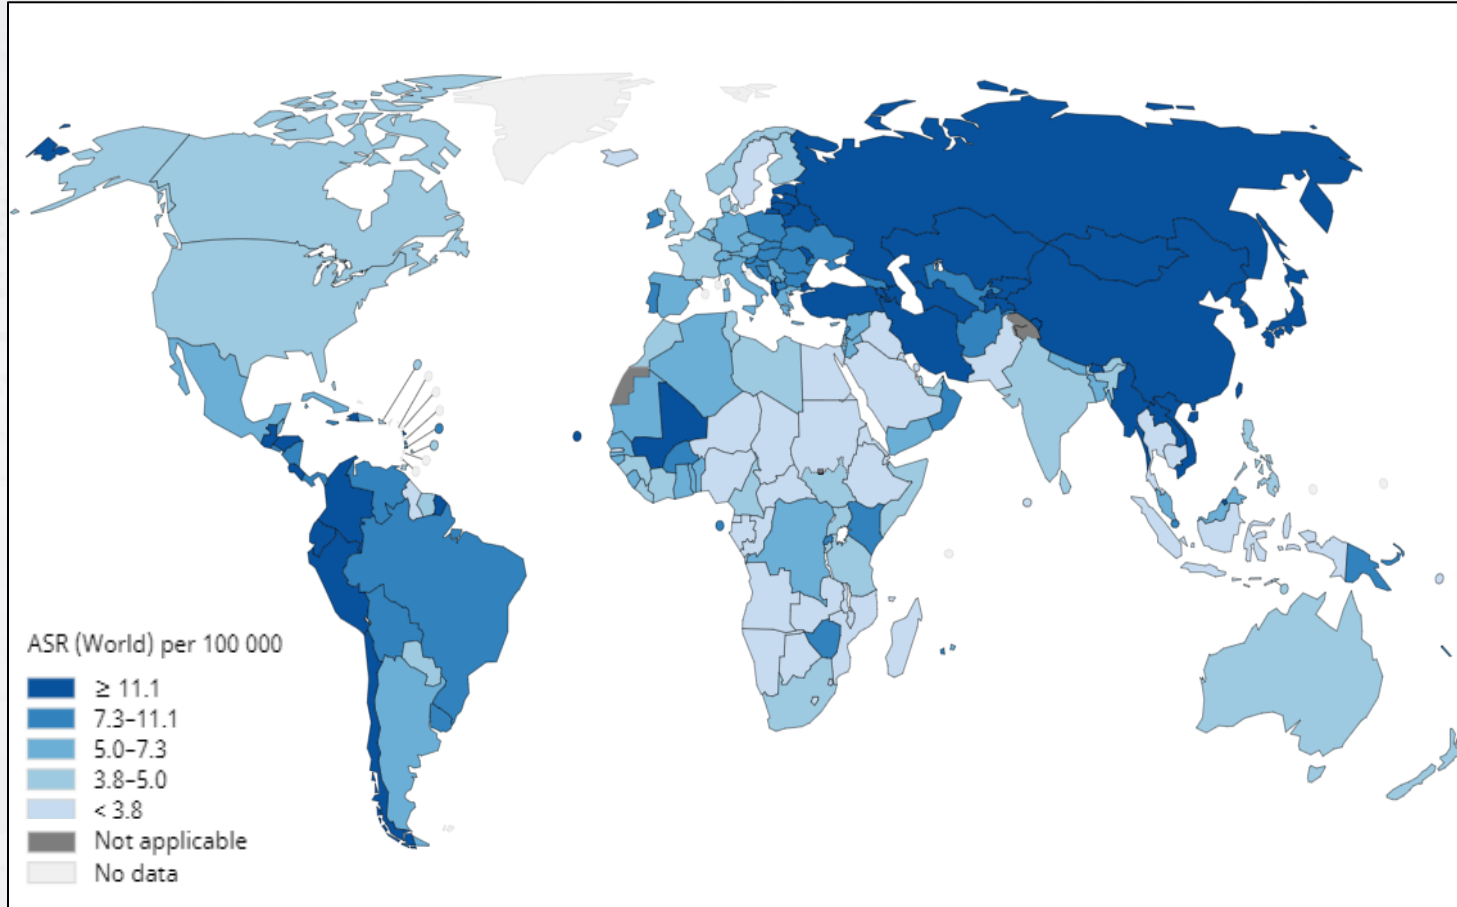 ASR (World) per 100 000
≥ 11.1
7.3–11.1
5.0–7.3
3.8–5.0
< 3.8
Not applicable
No data